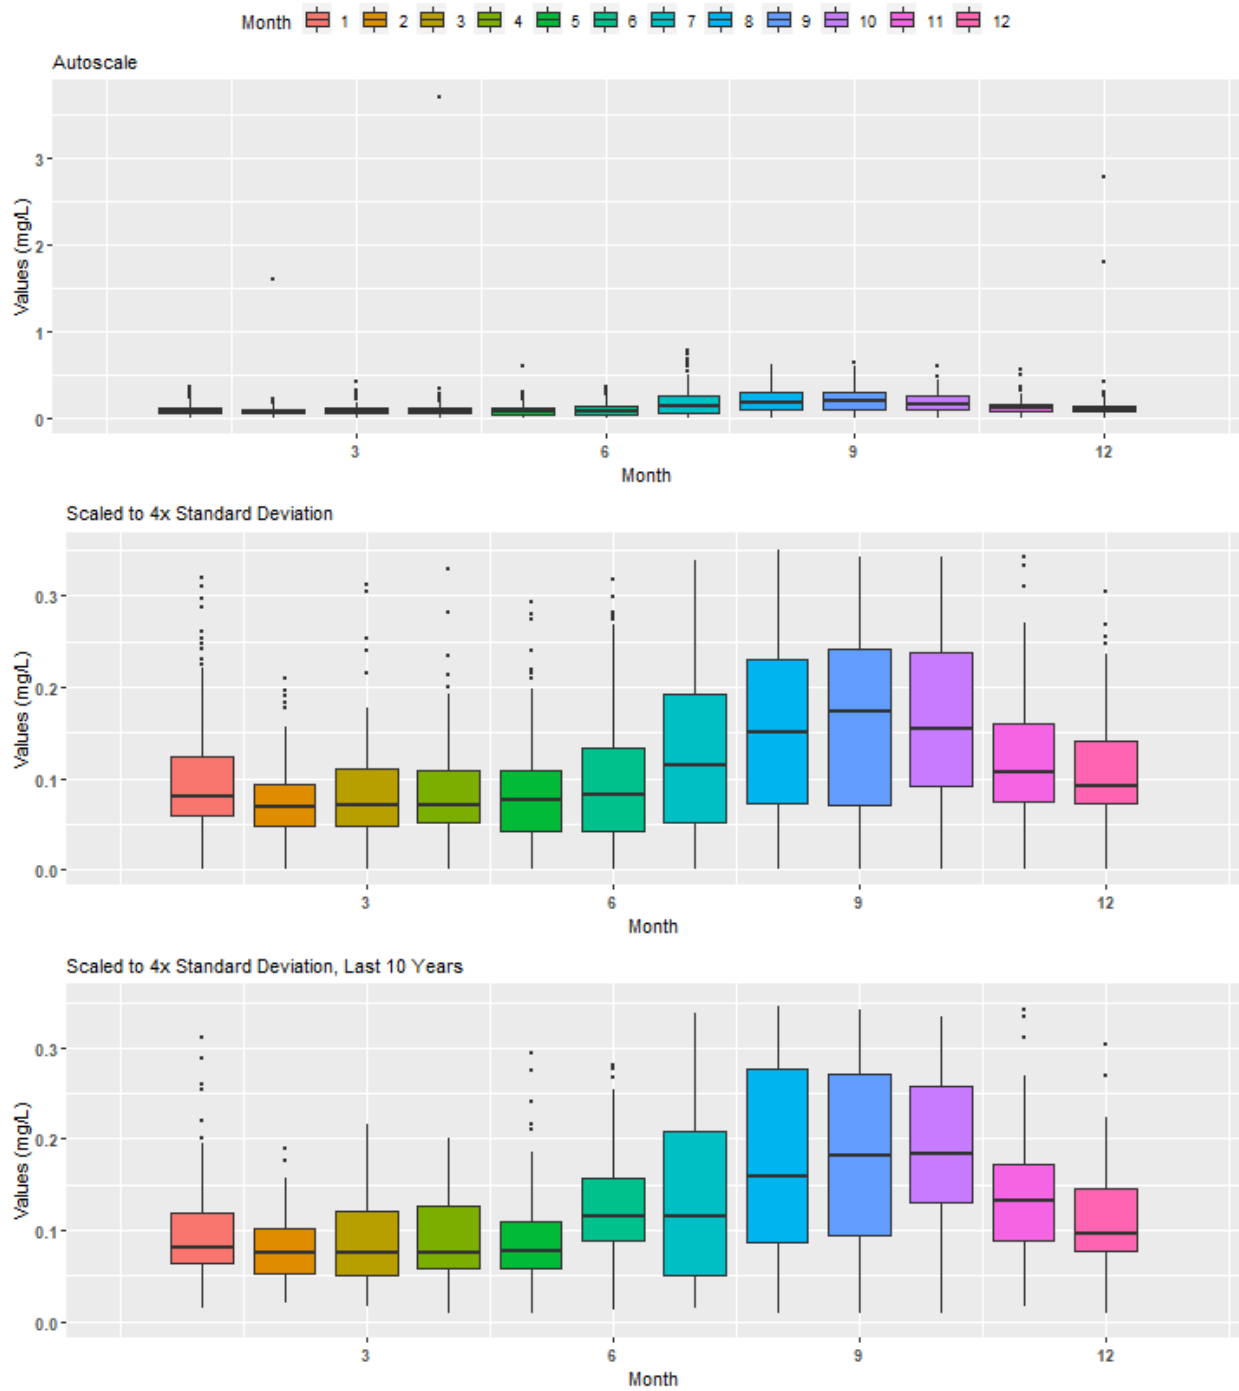 Month 1 2 3 4 5 6 7 8 9 10 11 12
Autoscale
Values (mg/L)
3
2
1
0
3 6 9 12
Month
Scaled to 4x Standard Deviation
Values (mg/L)
0.3
0.2
0.1
0.0
3 6 9 12
Month
Scaled to 4x Standard Deviation, Last 10 Years
Values (mg/L)
0.3
0.2
0.1
0.0
3 6 9 12
Month